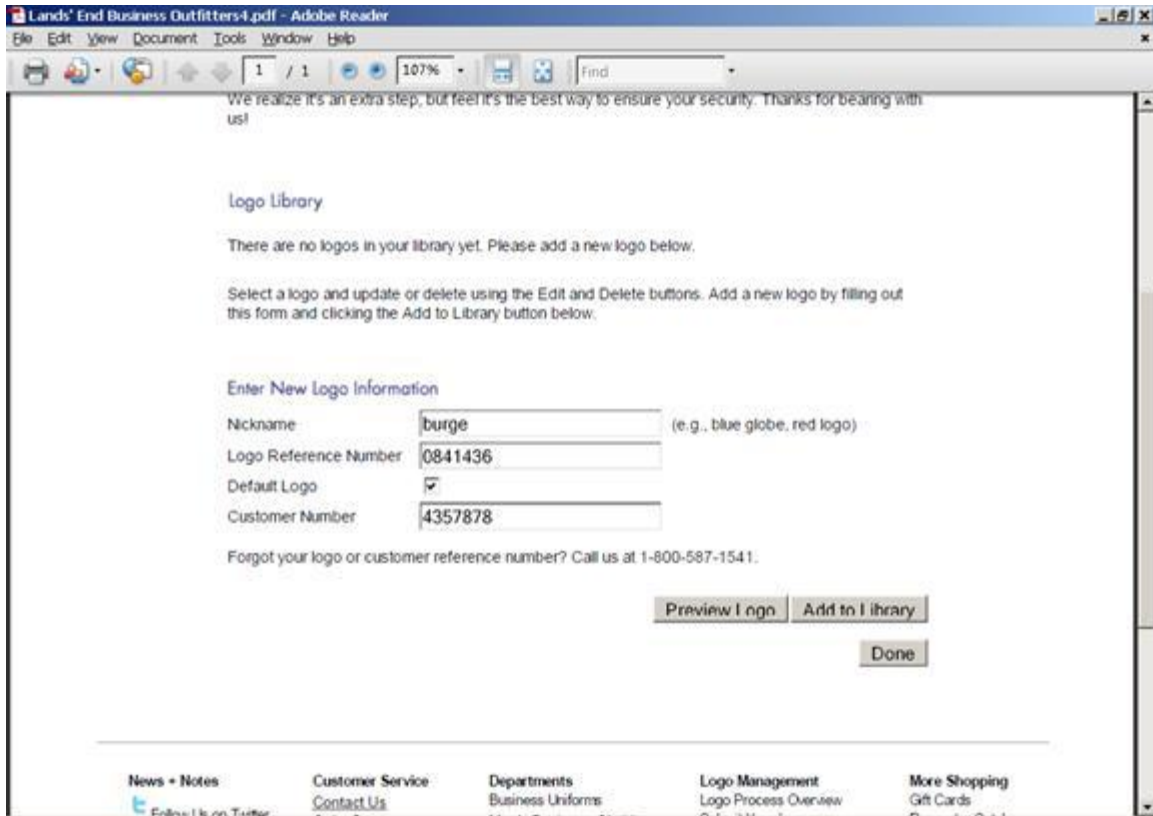 Lands' End Business Outfitters4.pdf - Adobe Reader
File Edit View Document Tools Window Help
1 / 1 107% Find
We realize it's an extra step, but feel it's the best way to ensure your security. Thanks for bearing with
us!
Logo Library
There are no logos in your library yet. Please add a new logo below.
Select a logo and update or delete using the Edit and Delete buttons. Add a new logo by filling out
this form and clicking the Add to Library button below.
Enter New Logo Information
Nickname burge (e.g., blue globe, red logo)
Logo Reference Number 0841436
Default Logo
Customer Number 4357878
Forgot your logo or customer reference number? Call us at 1-800-587-1541.
Preview Logo Add to Library
Done
News + Notes Customer Service Departments Logo Management More Shopping
Follow Us on Twitter Contact Us Business Uniforms Logo Process Overview Gift Cards